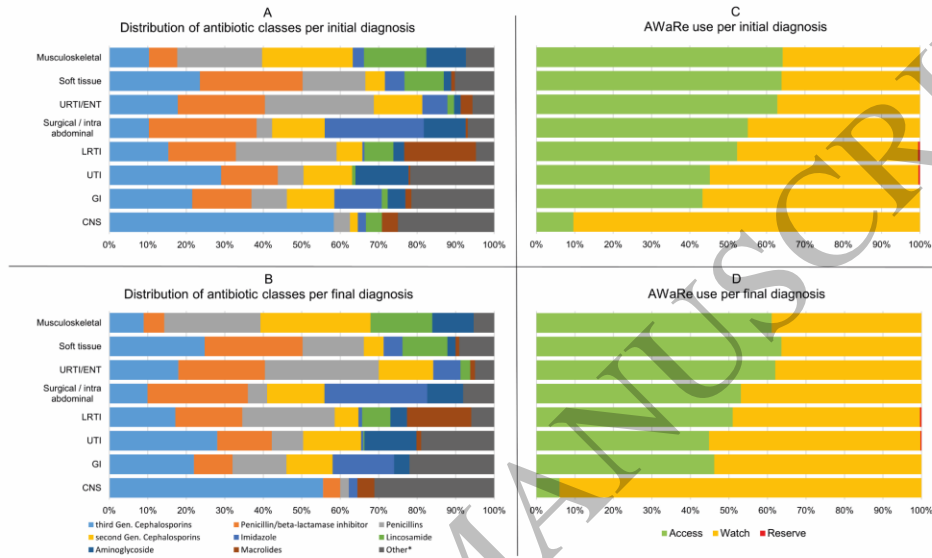 A
Distribution of antibiotic classes per initial diagnosis
Musculoskeletal
Soft tissue
URTI/ENT
Surgical / intra
abdominal
LRTI
UTI
GI
CNS
0% 10% 20% 30% 40% 50% 60% 70% 80% 90% 100%
C
AWaRe use per initial diagnosis
0% 10% 20% 30% 40% 50% 60% 70% 80% 90% 100%
B
Distribution of antibiotic classes per final diagnosis
Musculoskeletal
Soft tissue
URTI/ENT
Surgical / intra
abdominal
LRTI
UTI
GI
CNS
0% 10% 20% 30% 40% 50% 60% 70% 80% 90% 100%
third Gen. Cephalosporins Penicillin/beta-lactamase inhibitor Penicillins
second Gen. Cephalosporins Imidazole Lincosamide
Aminoglycoside Macrolides Other*
D
AWaRe use per final diagnosis
0% 10% 20% 30% 40% 50% 60% 70% 80% 90% 100%
Access Watch Reserve
MANUSCRI